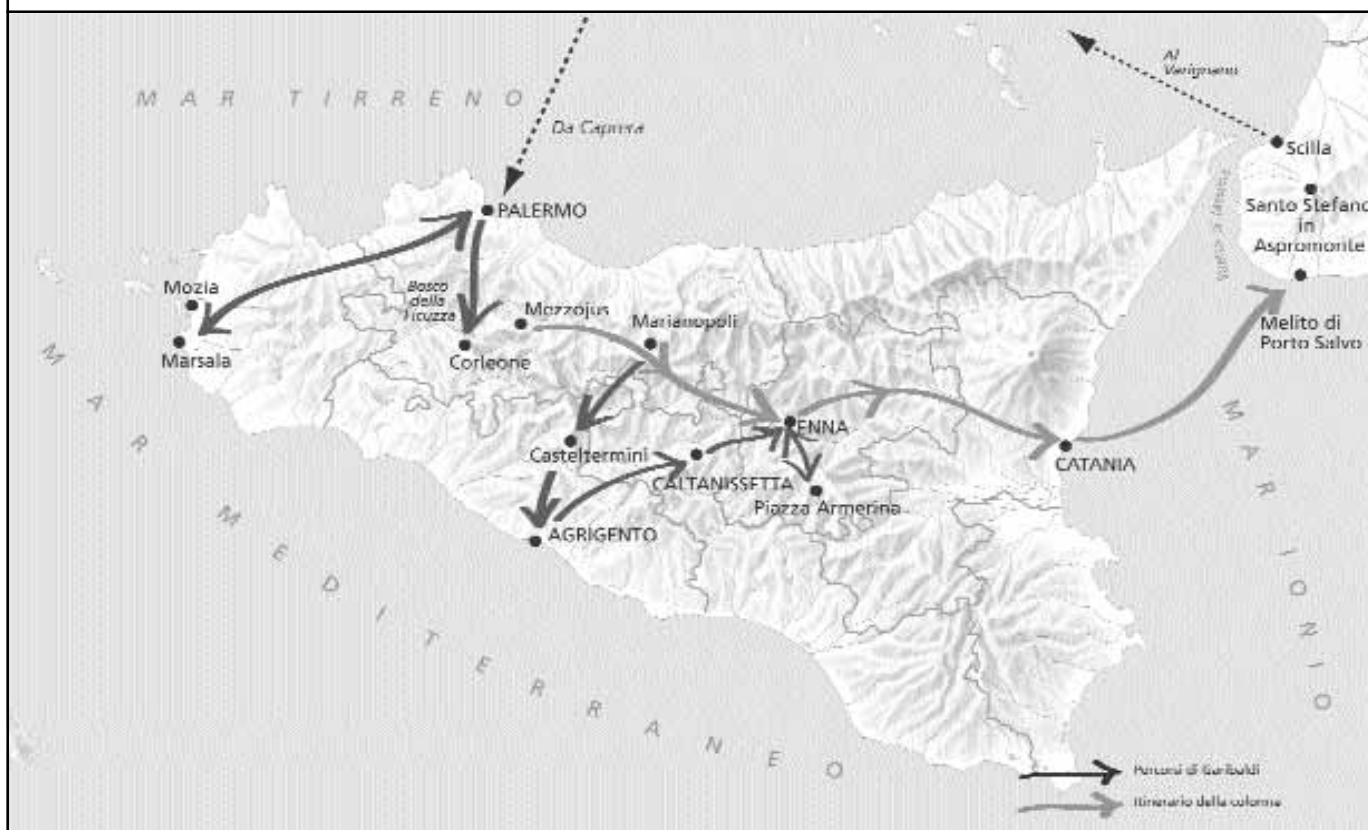 Al
Varignano
MAR TIRRENO
Da Caprera
Scilla
PALERMO
Santo Stefano
in
Aspromonte
Mozia
Bosco
della
Ficuzza
Mezzojus
Marianopoli
Melito di
Porto Salvo
Marsala
Corleone
ENNA
Casteltermini
CATANIA
CALTANISSETTA
Piazza Armerina
AGRIGENTO
MAR MEDITERRANEO
MAR IONIO
Percorsi di Garibaldi
Itinerario della colonna